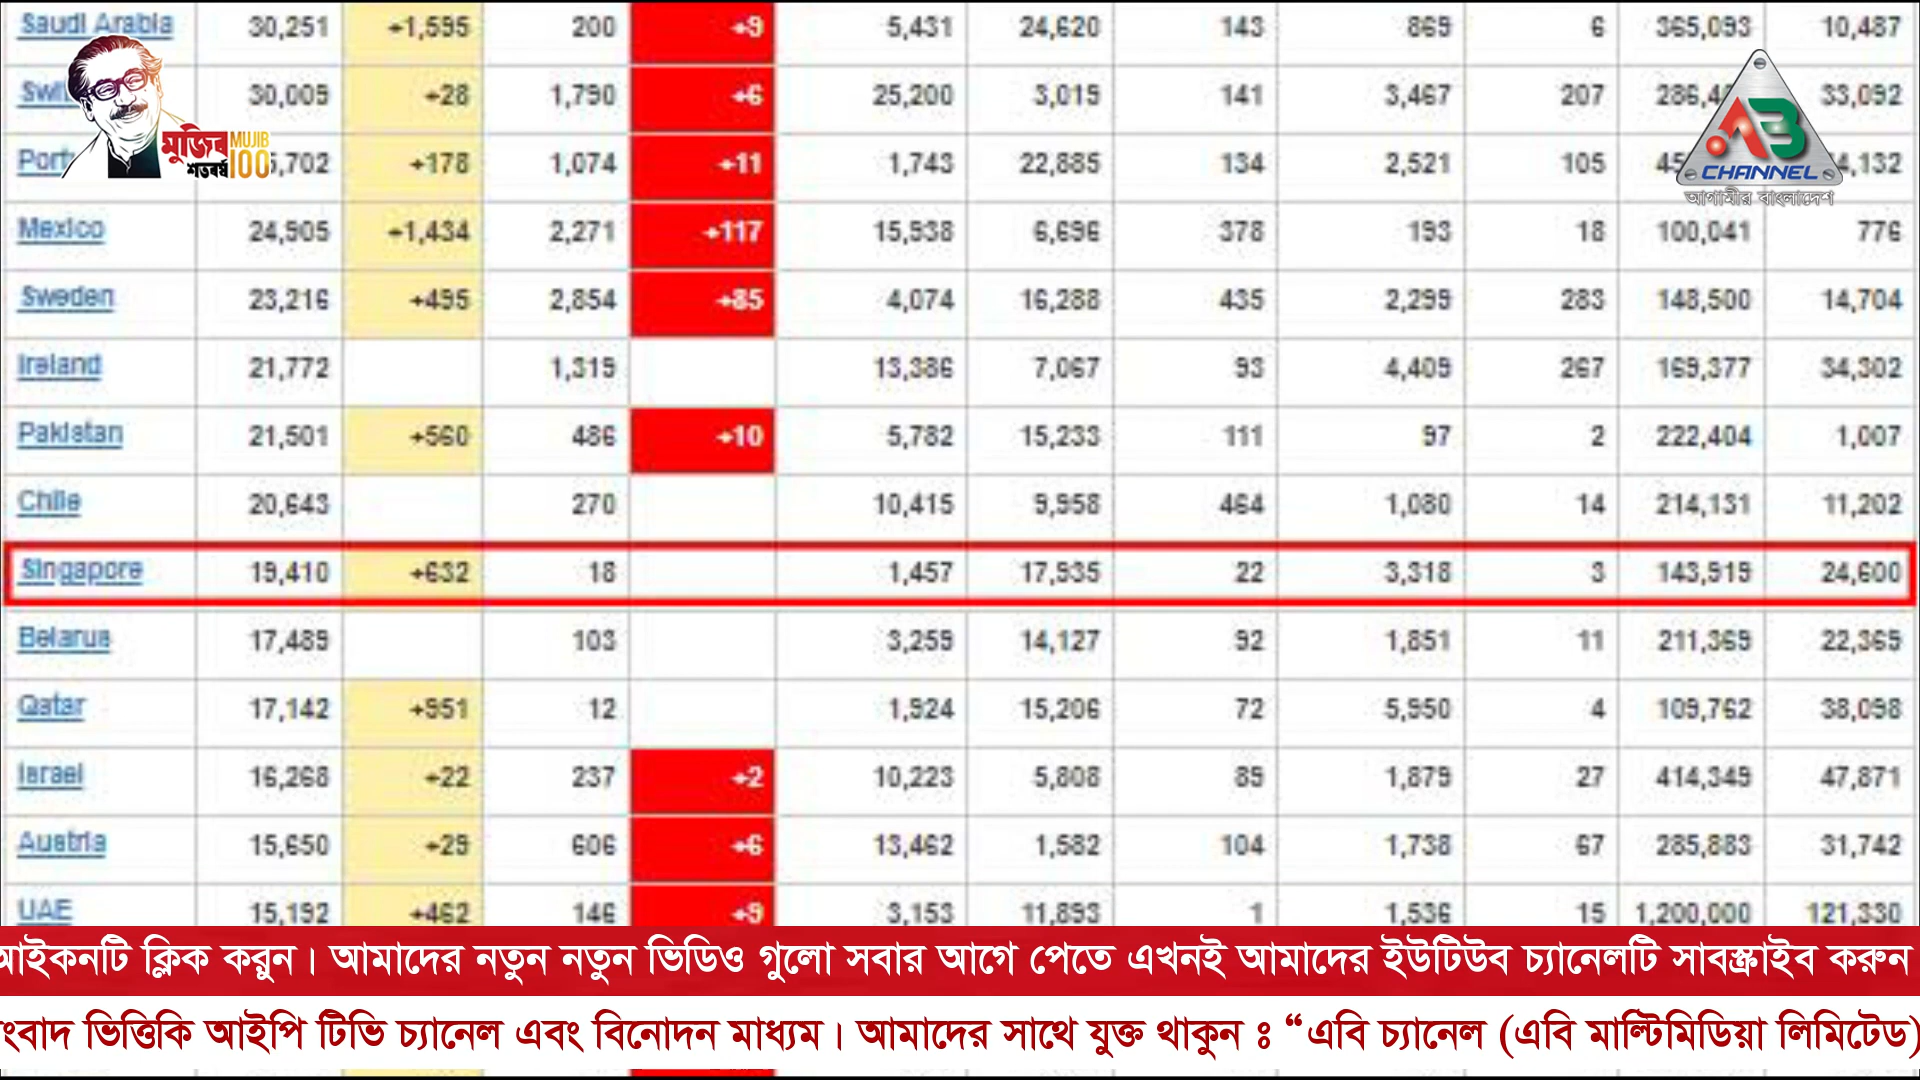 Saudi Arabia 30,251 +1,595 200 +9 5,431 24,620 143 869 6 365,093 10,487
30,009 +28 1,790 +6 25,200 3,019 141 3,467 207 33,092
+178 1,074 +11 1,743 22,885 134 2,521 105
মুজিব শতবর্ষ MUJIB 100
AB CHANNEL
আগামীর বাংলাদেশ
Mexico 24,905 +1,434 2,271 +117 15,938 6,696 378 193 18 100,041 776
Sweden 23,216 +495 2,854 +85 4,074 16,288 435 2,299 283 148,500 14,704
Ireland 21,772 1,319 13,386 7,067 93 4,409 267 169,377 34,302
Pakistan 21,501 +560 486 +10 5,782 15,233 111 97 2 222,404 1,007
Chile 20,643 270 10,415 9,958 464 1,080 14 214,131 11,202
Singapore 19,410 +632 18 1,457 17,935 22 3,318 3 143,919 24,600
Belarus 17,489 103 3,259 14,127 92 1,851 11 211,369 22,369
Qatar 17,142 +951 12 1,924 15,206 72 5,950 4 109,762 38,098
Israel 16,268 +22 237 +2 10,223 5,808 89 1,879 27 414,349 47,871
Austria 15,650 +29 606 +6 13,462 1,582 104 1,738 67 285,883 31,742
UAE 15,192 +462 146 +9 3,153 11,893 1 1,536 15 1,200,000 121,330
আইকনটি ক্লিক করুন। আমাদের নতুন নতুন ভিডিও গুলো সবার আগে পেতে এখনই আমাদের ইউটিউব চ্যানেলটি সাবস্ক্রাইব করুন
ংবাদ ভিত্তিকি আইপি টিভি চ্যানেল এবং বিনোদন মাধ্যম। আমাদের সাথে যুক্ত থাকুন ঃ “এবি চ্যানেল (এবি মাল্টিমিডিয়া লিমিটেড)